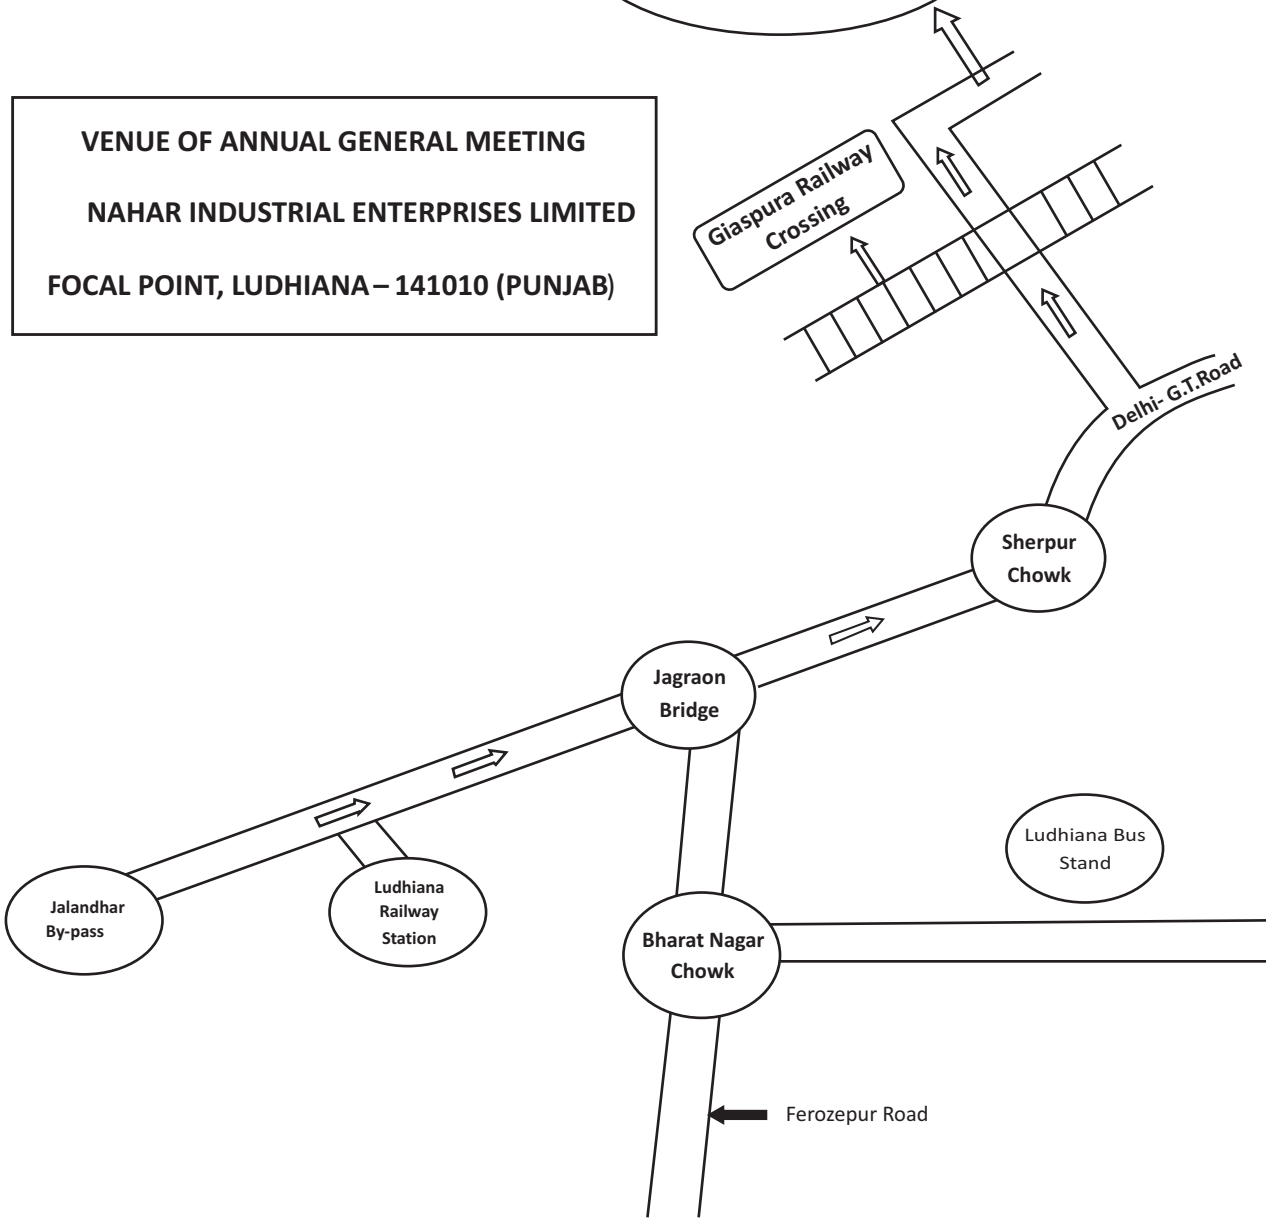 VENUE OF ANNUAL GENERAL MEETING
NAHAR INDUSTRIAL ENTERPRISES LIMITED
FOCAL POINT, LUDHIANA – 141010 (PUNJAB)
Giaspura Railway
Crossing
Delhi- G.T.Road
Sherpur
Chowk
Jagraon
Bridge
Ludhiana Bus
Stand
Jalandhar
By-pass
Ludhiana
Railway
Station
Bharat Nagar
Chowk
Ferozepur Road